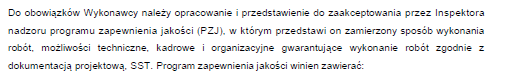 Do obowiązków Wykonawcy należy opracowanie i przedstawienie do zaakceptowania przez Inspektora
nadzoru programu zapewnienia jakości (PZJ), w którym przedstawi on zamierzony sposób wykonania
robót, możliwości techniczne, kadrowe i organizacyjne gwarantujące wykonanie robót zgodnie z
dokumentacją projektową, SST. Program zapewnienia jakości winien zawierać: